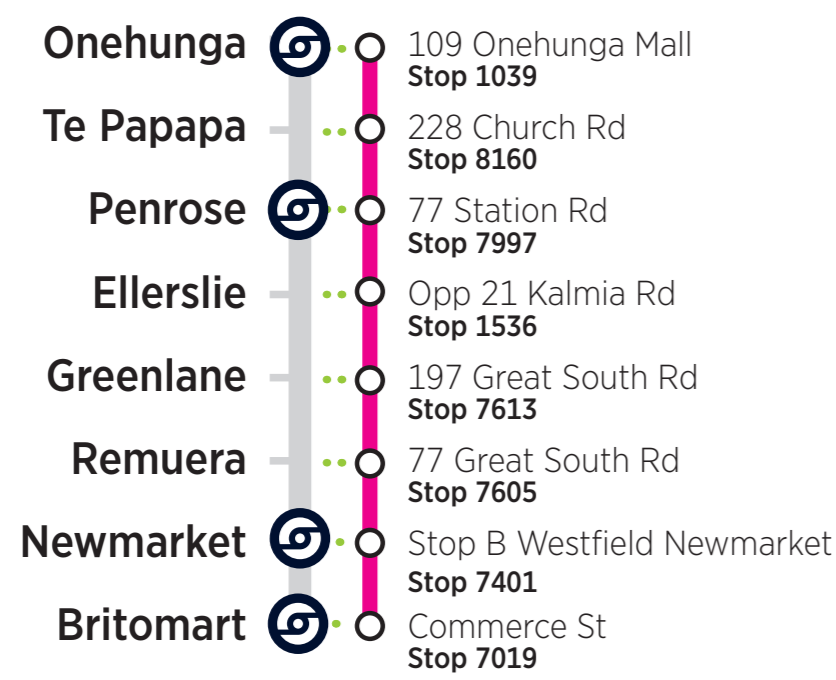 Onehunga 109 Onehunga Mall
Stop 1039
Te Papapa 228 Church Rd
Stop 8160
Penrose 77 Station Rd
Stop 7997
Ellerslie Opp 21 Kalmia Rd
Stop 1536
Greenlane 197 Great South Rd
Stop 7613
Remuera 77 Great South Rd
Stop 7605
Newmarket Stop B Westfield Newmarket
Stop 7401
Britomart Commerce St
Stop 7019